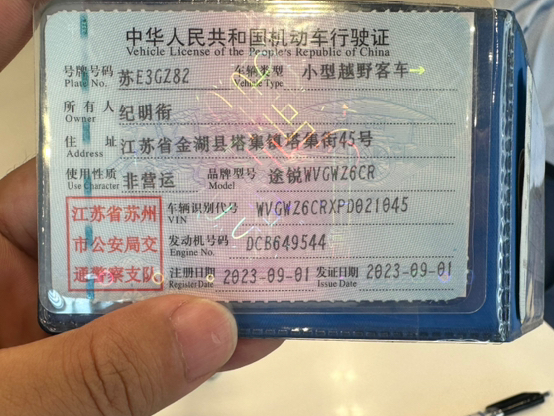 中华人民共和国机动车行驶证
Vehicle License of the People's Republic of China
号牌号码 苏E3GZ82 车辆类型 小型越野客车
Plate No. Vehicle Type
所有人 纪明衔
Owner
住址 江苏省金湖县塔集镇塔集街45号
Address
使用性质 非营运 品牌型号 途锐WVGWZ6CR
Use Character Model
江苏省苏州 车辆识别代号 WVGWZ6CRXPD021045
VIN
市公安局交 发动机号码 DCB649544
Engine No.
通警察支队 注册日期 2023-09-01 发证日期 2023-09-01
Register Date Issue Date